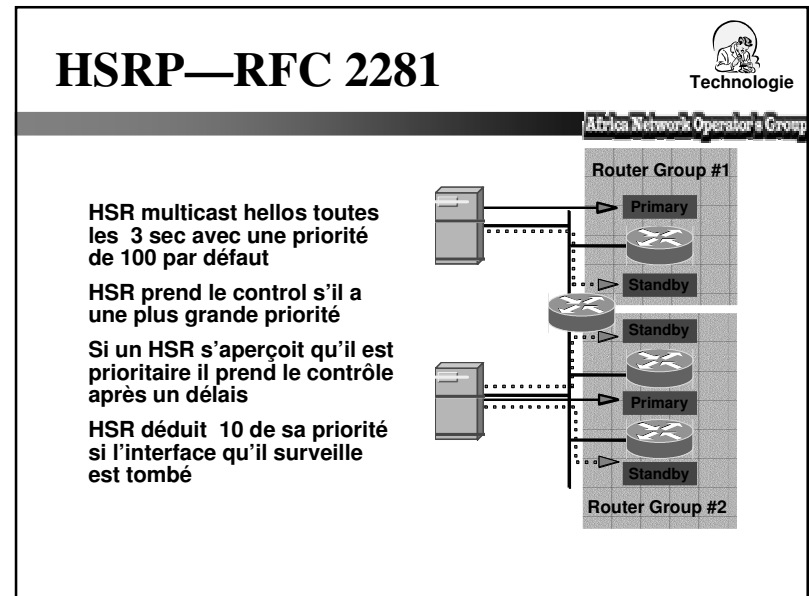 HSRP—RFC 2281
Technologie
Africa Network Operator's Group
HSR multicast hellos toutes
les 3 sec avec une priorité
de 100 par défaut
HSR prend le control s'il a
une plus grande priorité
Si un HSR s'aperçoit qu'il est
prioritaire il prend le contrôle
après un délais
HSR déduit 10 de sa priorité
si l'interface qu'il surveille
est tombé
Router Group #1
Primary
Standby
Standby
Primary
Standby
Router Group #2